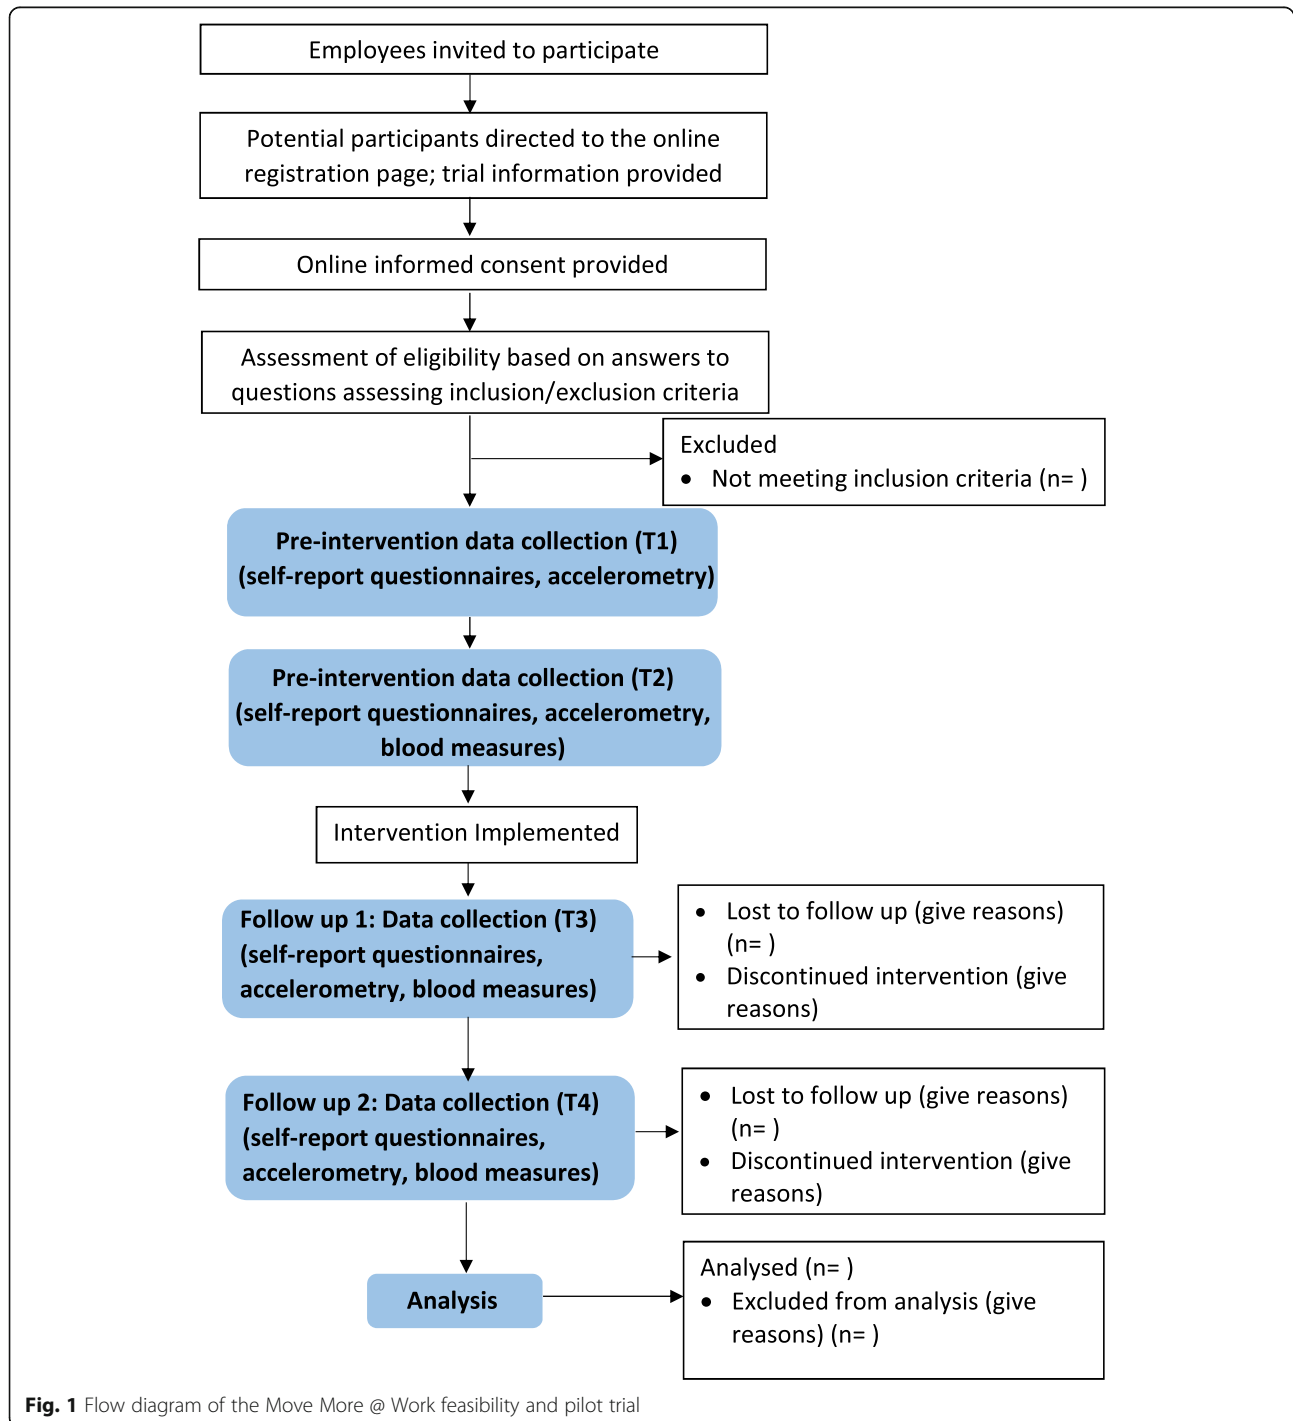 Employees invited to participate
Potential participants directed to the online
registration page; trial information provided
Online informed consent provided
Assessment of eligibility based on answers to
questions assessing inclusion/exclusion criteria
Excluded
• Not meeting inclusion criteria (n= )
Pre-intervention data collection (T1)
(self-report questionnaires, accelerometry)
Pre-intervention data collection (T2)
(self-report questionnaires, accelerometry,
blood measures)
Intervention Implemented
Follow up 1: Data collection (T3)
(self-report questionnaires,
accelerometry, blood measures)
• Lost to follow up (give reasons)
(n= )
• Discontinued intervention (give
reasons)
Follow up 2: Data collection (T4)
(self-report questionnaires,
accelerometry, blood measures)
• Lost to follow up (give reasons)
(n= )
• Discontinued intervention (give
reasons)
Analysis
Analysed (n= )
• Excluded from analysis (give
reasons) (n= )
Fig. 1 Flow diagram of the Move More @ Work feasibility and pilot trial